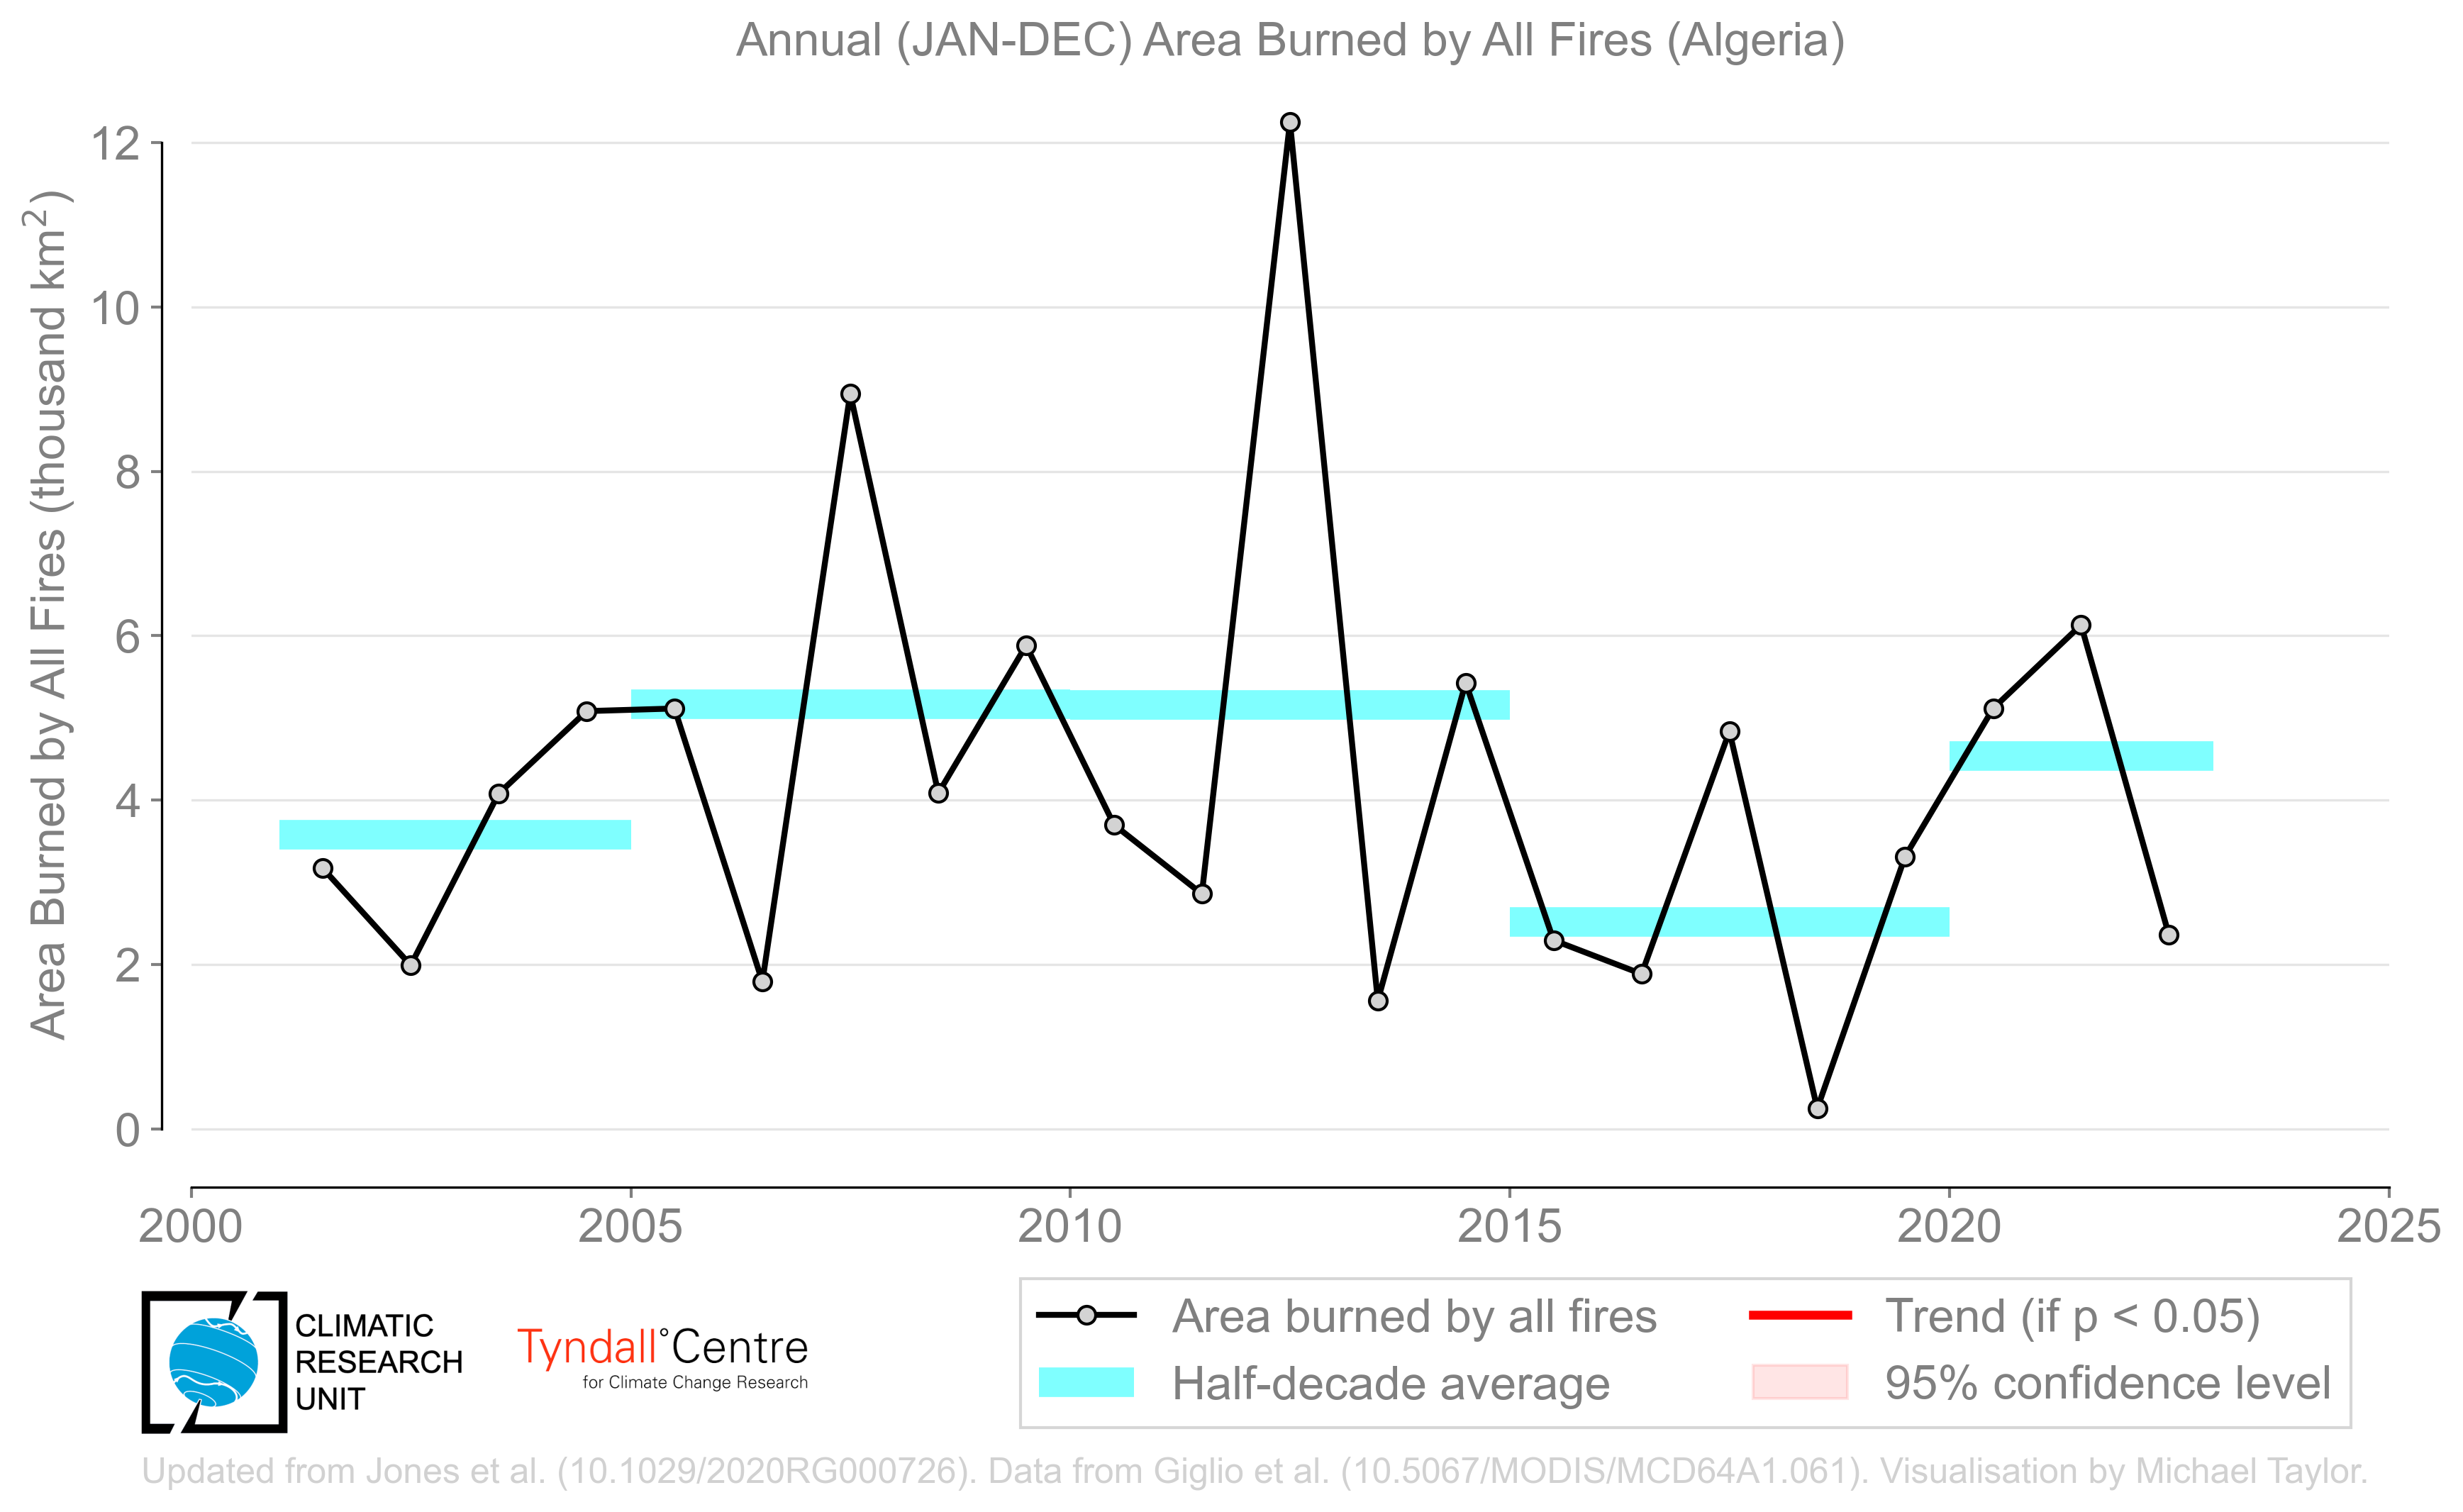 Annual (JAN-DEC) Area Burned by All Fires (Algeria)
Area Burned by All Fires (thousand km²)
12
10
8
6
4
2
0
2000 2005 2010 2015 2020 2025
CLIMATIC
RESEARCH
UNIT
Tyndall°Centre
for Climate Change Research
Area burned by all fires
Half-decade average
Trend (if p < 0.05)
95% confidence level
Updated from Jones et al. (10.1029/2020RG000726). Data from Giglio et al. (10.5067/MODIS/MCD64A1.061). Visualisation by Michael Taylor.